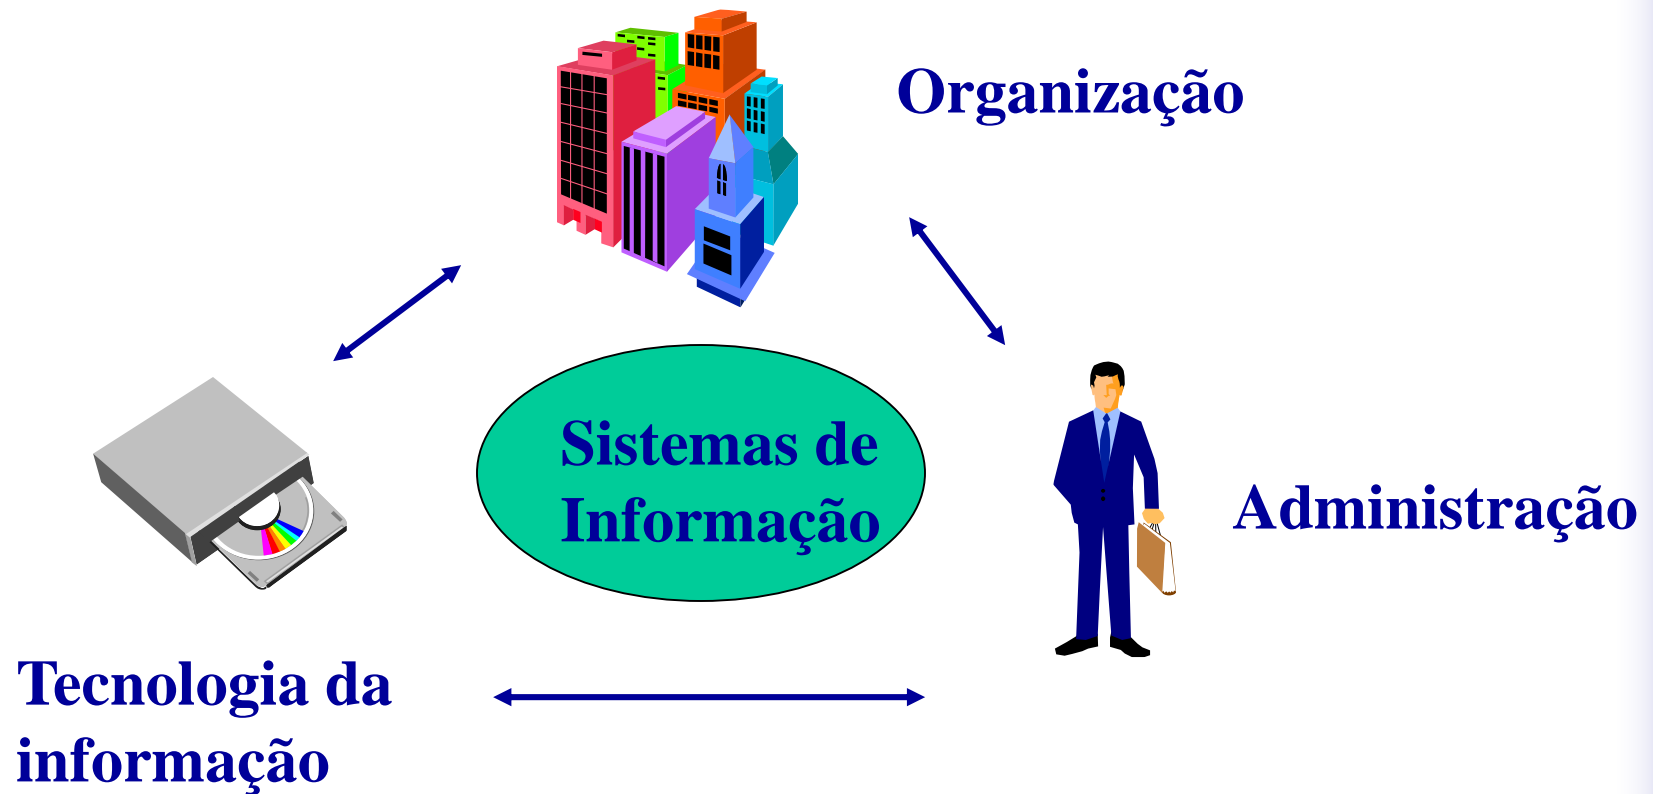 Organização
Sistemas de
Informação
Administração
Tecnologia da
informação